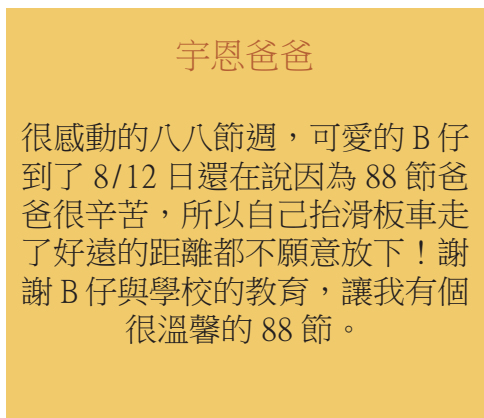 宇恩爸爸
很感動的八八節週，可愛的 B 仔
到了 8/12 日還在說因為 88 節爸
爸很辛苦，所以自己抬滑板車走
了好遠的距離都不願意放下！謝
謝 B 仔與學校的教育，讓我有個
很溫馨的 88 節。